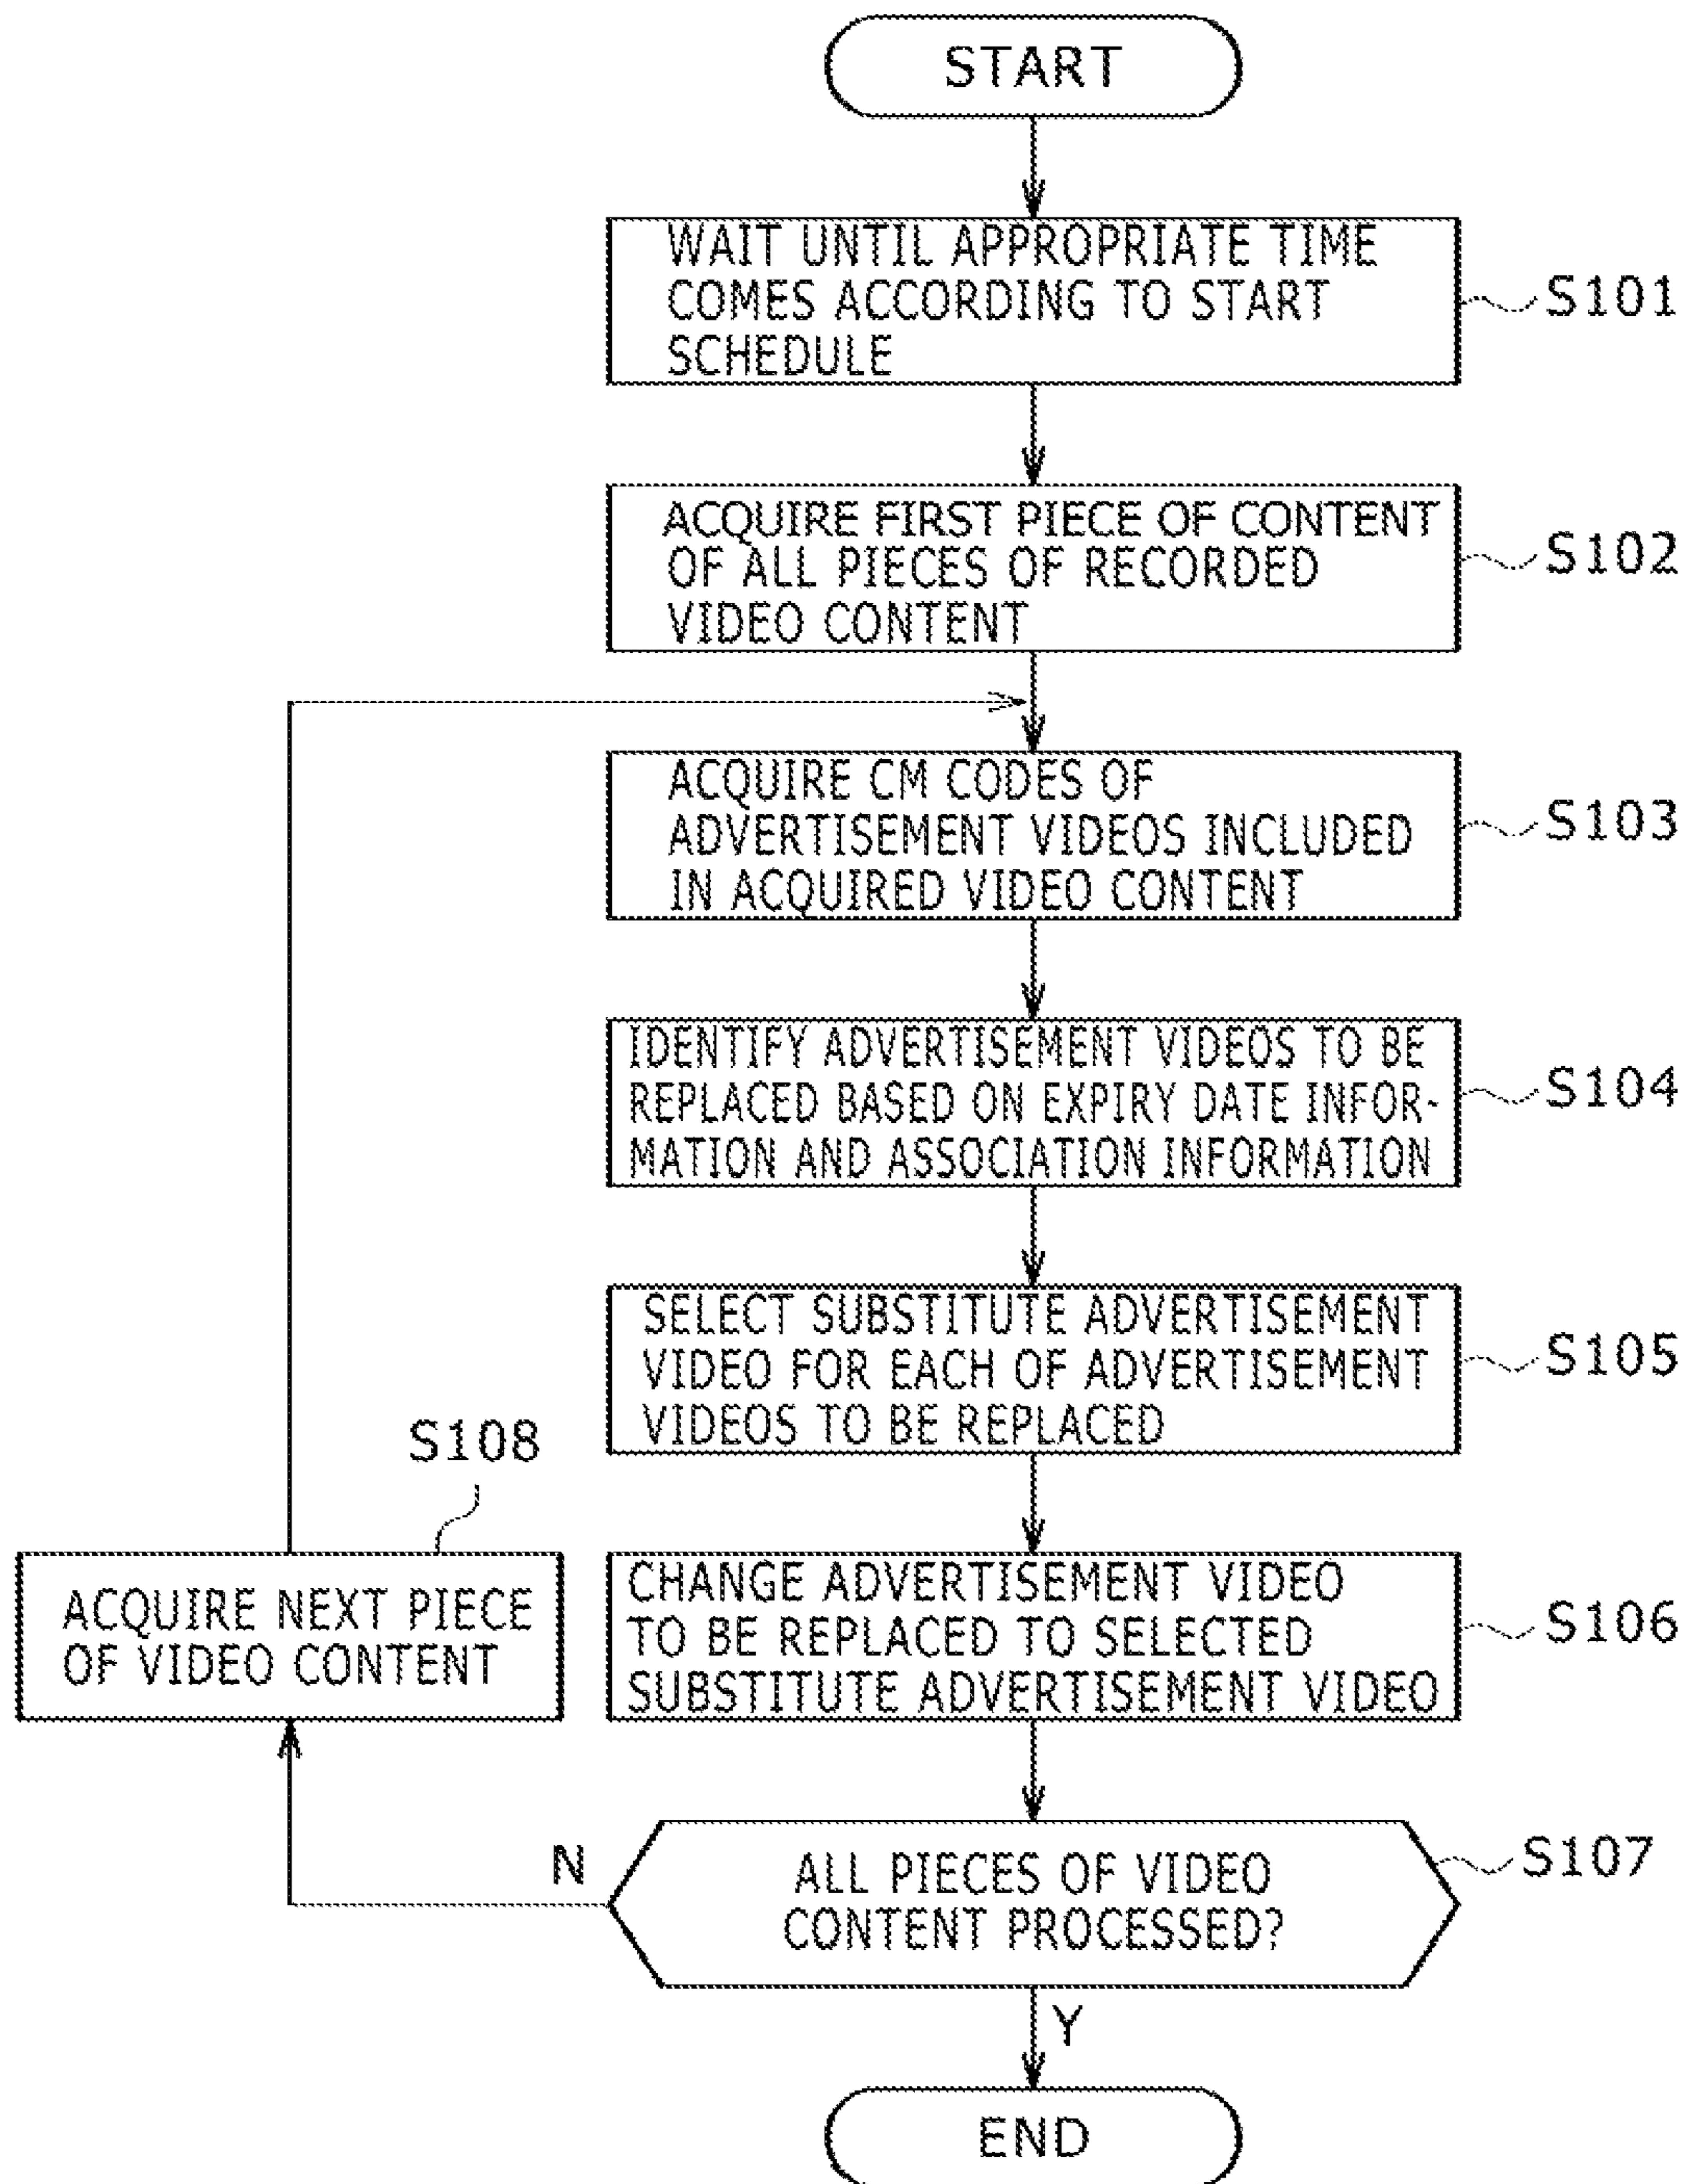 START
WAIT UNTIL APPROPRIATE TIME
COMES ACCORDING TO START
SCHEDULE
S101
ACQUIRE FIRST PIECE OF CONTENT
OF ALL PIECES OF RECORDED
VIDEO CONTENT
S102
ACQUIRE CM CODES OF
ADVERTISEMENT VIDEOS INCLUDED
IN ACQUIRED VIDEO CONTENT
S103
IDENTIFY ADVERTISEMENT VIDEOS TO BE
REPLACED BASED ON EXPIRY DATE INFOR-
MATION AND ASSOCIATION INFORMATION
S104
SELECT SUBSTITUTE ADVERTISEMENT
VIDEO FOR EACH OF ADVERTISEMENT
VIDEOS TO BE REPLACED
S105
CHANGE ADVERTISEMENT VIDEO
TO BE REPLACED TO SELECTED
SUBSTITUTE ADVERTISEMENT VIDEO
S106
ALL PIECES OF VIDEO
CONTENT PROCESSED?
S107
N
S108
ACQUIRE NEXT PIECE
OF VIDEO CONTENT
Y
END